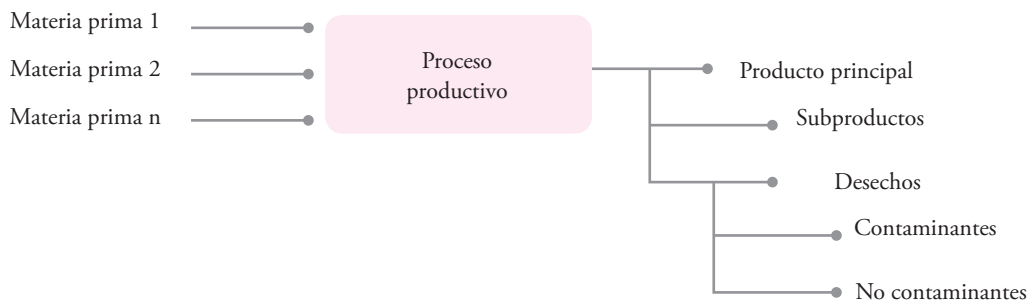 Materia prima 1
Materia prima 2
Materia prima n
Proceso
productivo
Producto principal
Subproductos
Desechos
Contaminantes
No contaminantes